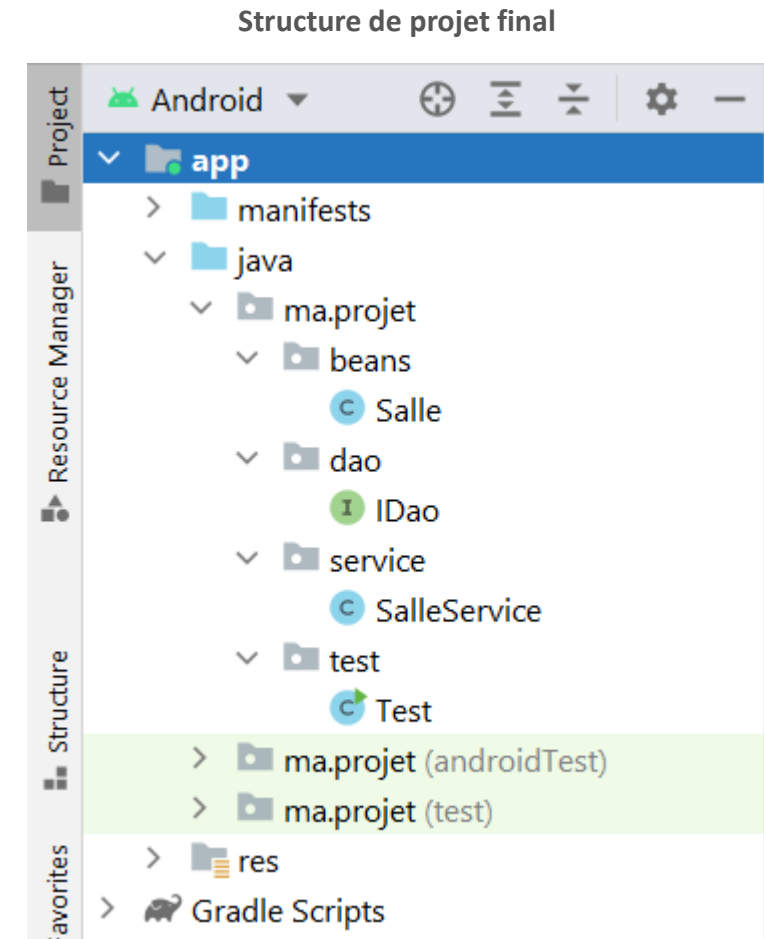 Structure de projet final
Project
Resource Manager
Structure
Android
app
manifests
java
ma.projet
beans
C Salle
dao
I IDao
service
C SalleService
test
C Test
ma.projet (androidTest)
ma.projet (test)
res
Gradle Scripts